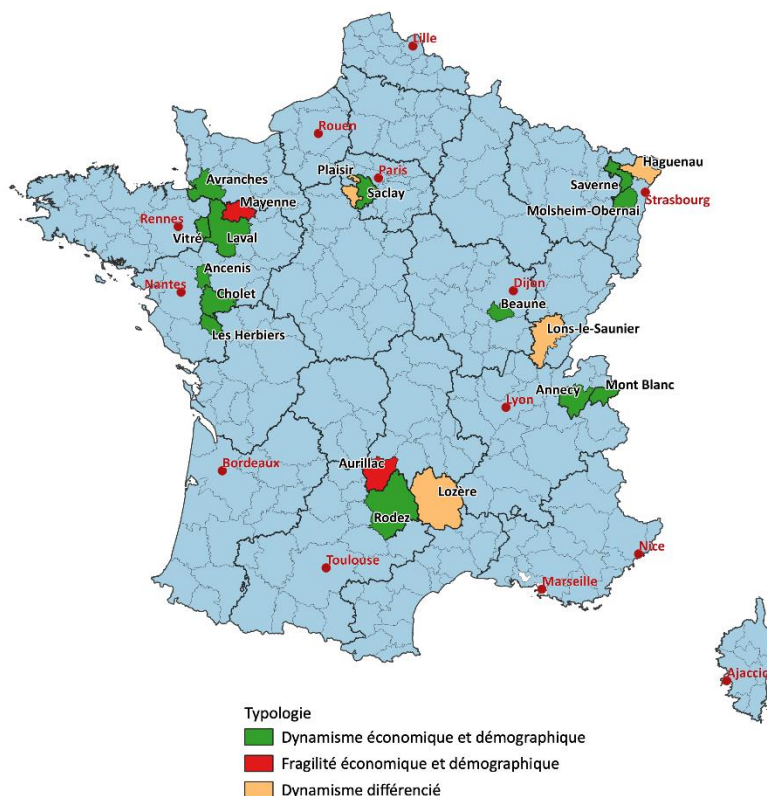 Lille
Rouen
Haguenau
Plaisir
Paris
Avranches
Saverne
Saclay
Mayenne
Strasbourg
Molsheim-Obernai
Rennes
Vitré
Laval
Ancenis
Dijon
Nantes
Cholet
Beaune
Lons-le-Saunier
Les Herbiers
Mont Blanc
Annecy
Lyon
Bordeaux
Aurillac
Lozère
Rodez
Nice
Toulouse
Marseille
Ajaccio
Typologie
Dynamisme économique et démographique
Fragilité économique et démographique
Dynamisme différencié